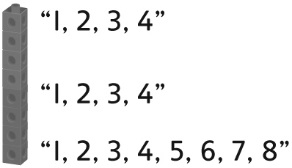 “1, 2, 3, 4”
“1, 2, 3, 4”
“1, 2, 3, 4, 5, 6, 7, 8”